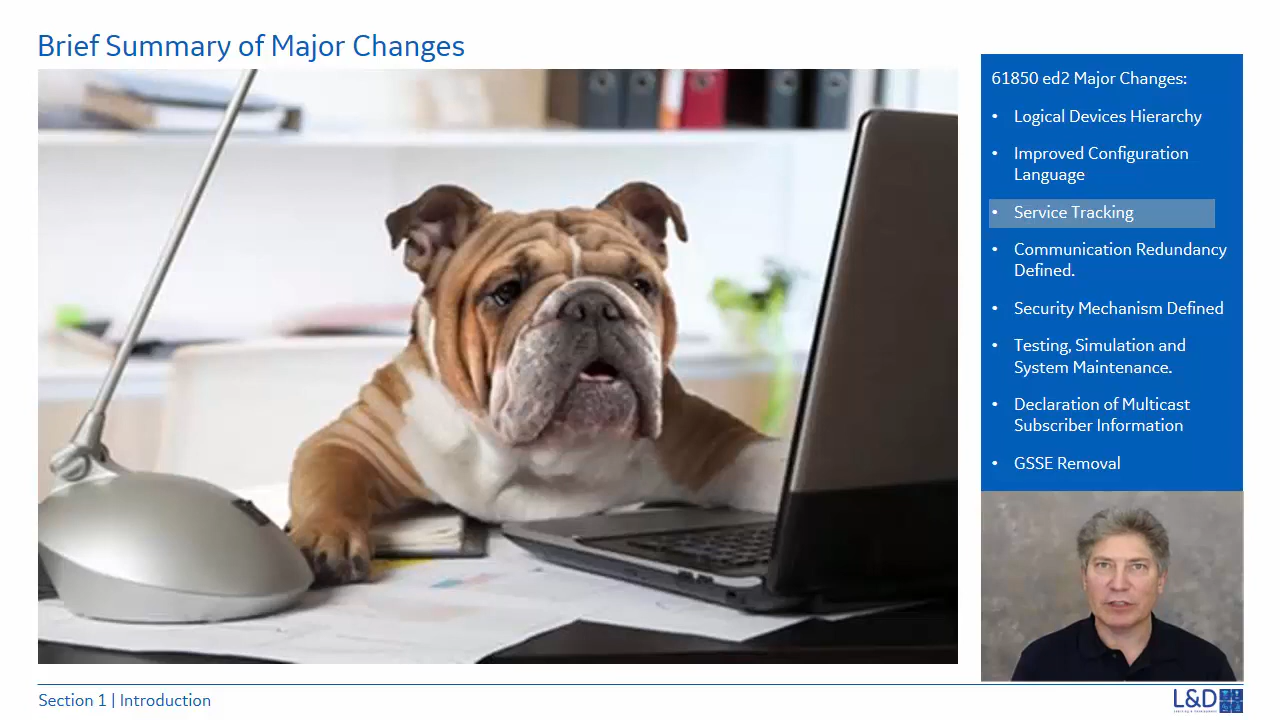 Brief Summary of Major Changes
61850 ed2 Major Changes:
• Logical Devices Hierarchy
• Improved Configuration
Language
• Service Tracking
• Communication Redundancy
Defined.
• Security Mechanism Defined
• Testing, Simulation and
System Maintenance.
• Declaration of Multicast
Subscriber Information
• GSSE Removal
Section 1 | Introduction
L&D